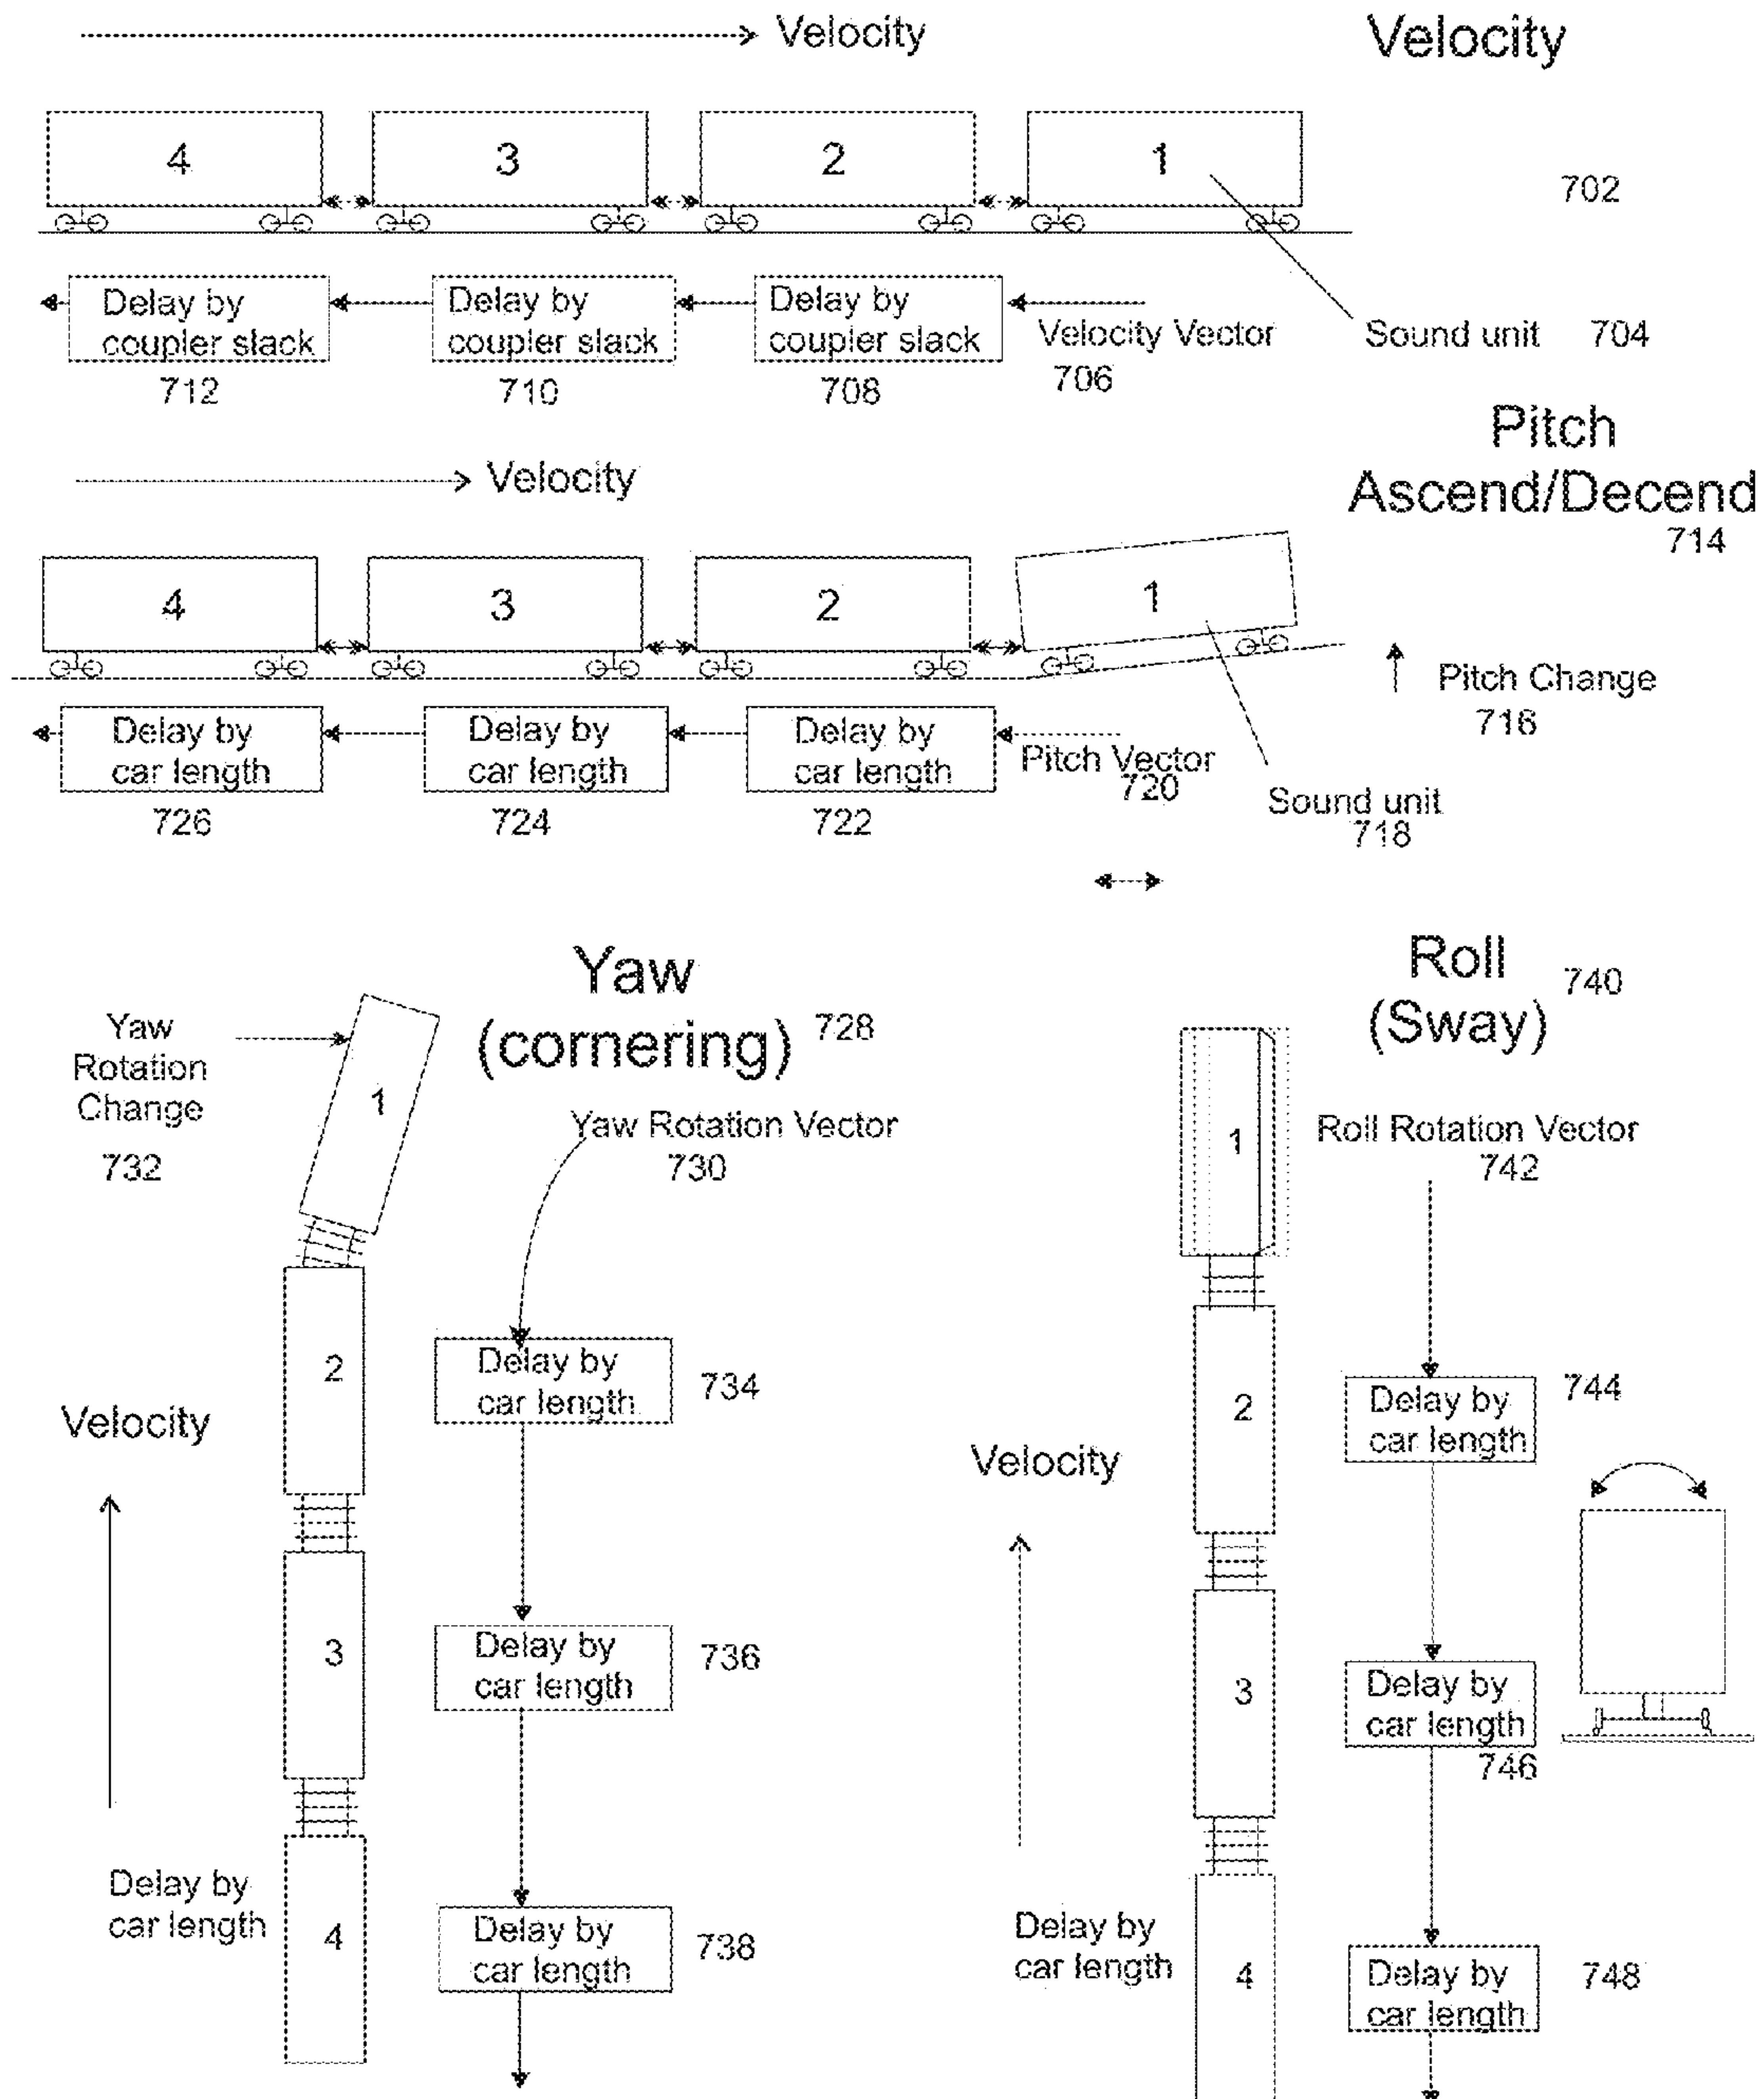 Velocity
Velocity
4
3
2
1
702
Delay by
coupler slack
712
Delay by
coupler slack
710
Delay by
coupler slack
708
Velocity Vector
706
Sound unit
704
Pitch
Ascend/Decend
714
Velocity
4
3
2
1
Pitch Change
716
Delay by
car length
726
Delay by
car length
724
Delay by
car length
722
Pitch Vector
720
Sound unit
718
Yaw
(cornering)
728
Yaw
Rotation
Change
732
1
Yaw Rotation Vector
730
2
Delay by
car length
734
Velocity
3
Delay by
car length
736
Delay by
car length
4
Delay by
car length
738
Roll
(Sway)
740
1
Roll Rotation Vector
742
2
Delay by
car length
744
Velocity
3
Delay by
car length
746
Delay by
car length
4
Delay by
car length
748